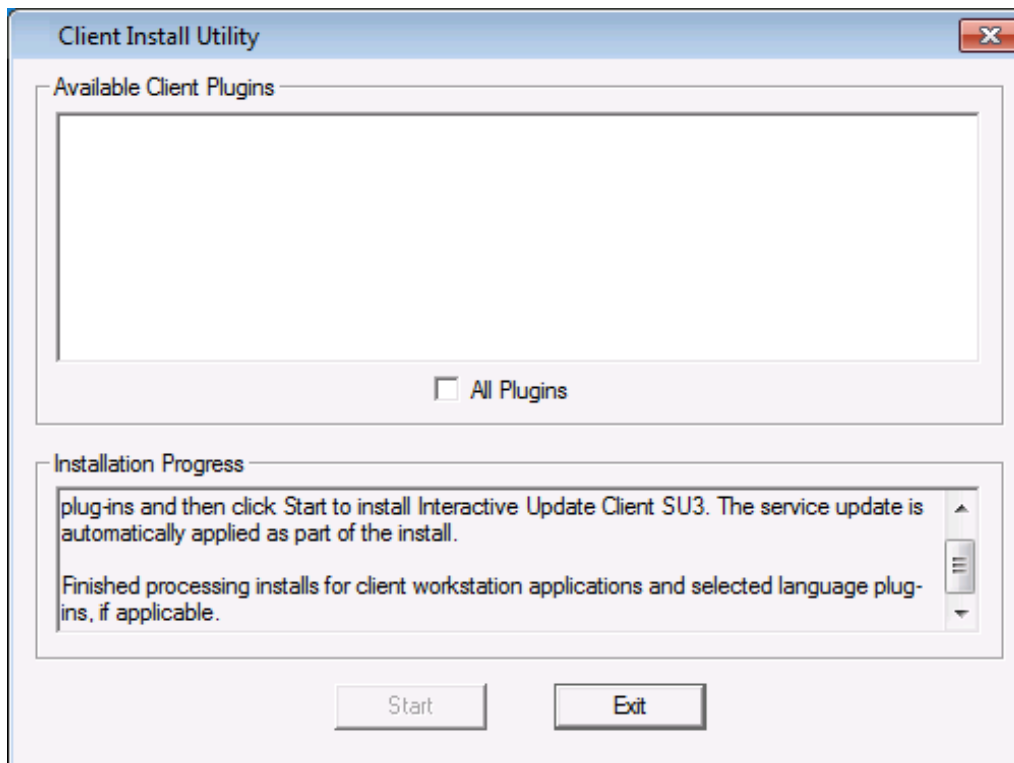 Client Install Utility
Available Client Plugins
All Plugins
Installation Progress
plug-ins and then click Start to install Interactive Update Client SU3. The service update is
automatically applied as part of the install.
Finished processing installs for client workstation applications and selected language plug-
ins, if applicable.
Start
Exit